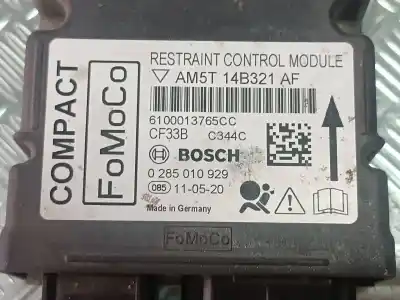 COMPACT
FoMoCo
RESTRAINT CONTROL MODULE
AM5T 14B321 AF
6100013765CC
CF33B C344C
BOSCH
0 285 010 929
085 11-05-20
Made in Germany
FoMoCo